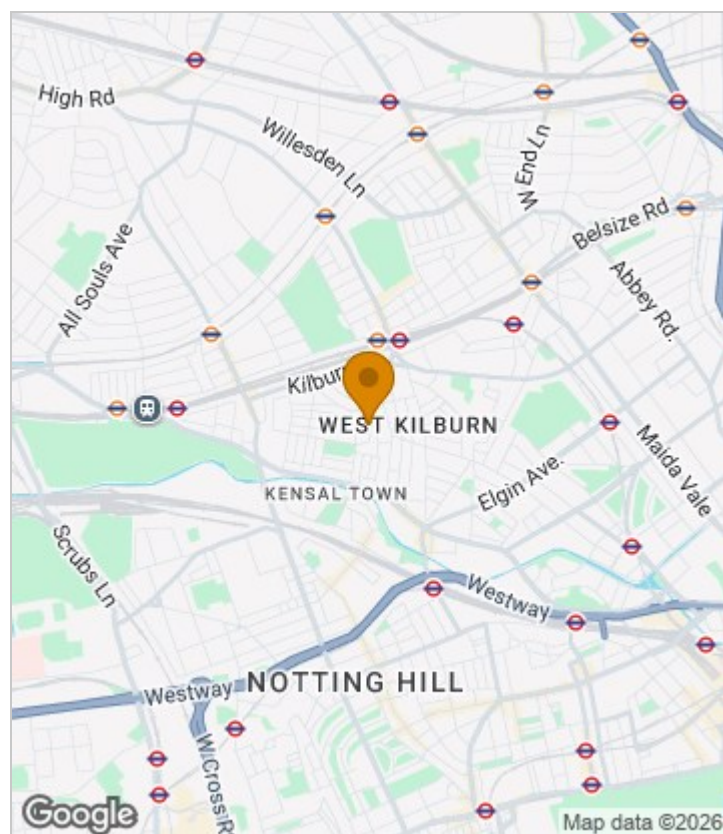 High Rd
Willesden Ln
W End Ln
Belsize Rd
All Souls Ave
Abbey Rd.
Kilburn
WEST KILBURN
Maida Vale
Elgin Ave.
KENSAL TOWN
Scrubs Ln
Westway
NOTTING HILL
Westway
W Cross R
Google
Map data ©2026